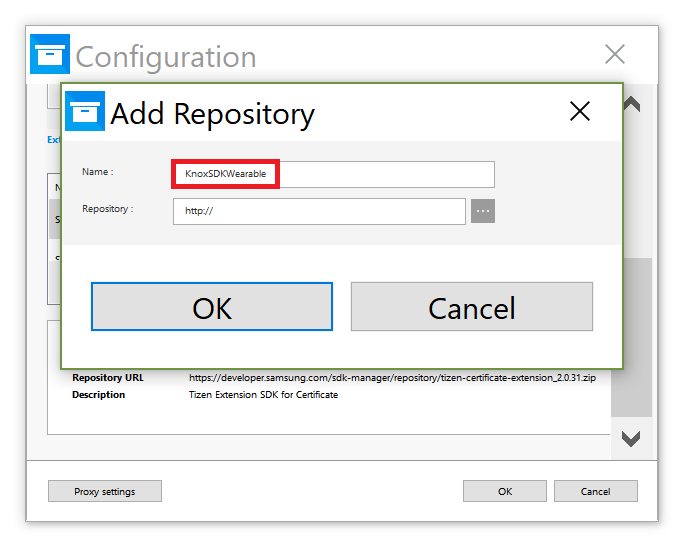 Configuration
Add Repository
Ext
Name :
KnoxSDKWearable
Repository :
http://
...
OK
Cancel
Repository URL
https://developer.samsung.com/sdk-manager/repository/tizen-certificate-extension_2.0.31.zip
Description
Tizen Extension SDK for Certificate
Proxy settings
OK
Cancel